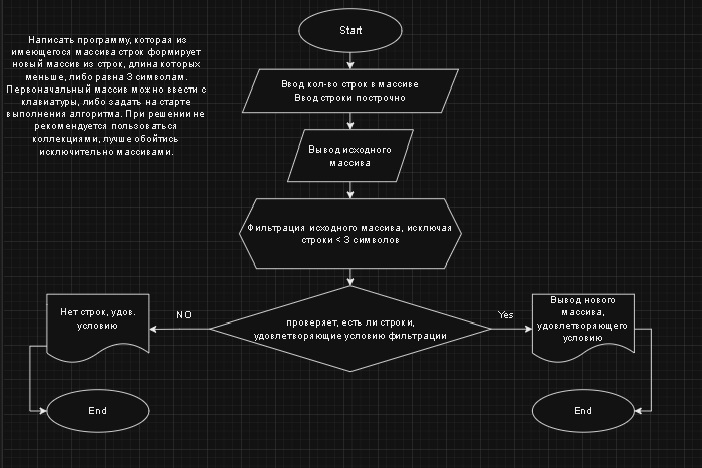 Написать программу, которая из
имеющегося массива строк формирует
новый массив из строк, длина которых
меньше, либо равна 3 символам.
Первоначальный массив можно ввести с
клавиатуры, либо задать на старте
выполнения алгоритма. При решении не
рекомендуется пользоваться
коллекциями, лучше обойтись
исключительно массивами.
Start
Ввод кол-во строк в массиве
Ввод строки построчно
Вывод исходного
массива
Фильтрация исходного массива, исключая
строки < 3 символов
проверяет, есть ли строки,
удовлетворяющие условию фильтрации
NO
Нет строк, удов.
условию
End
Yes
Вывод нового
массива,
удовлетворяющего
условию
End